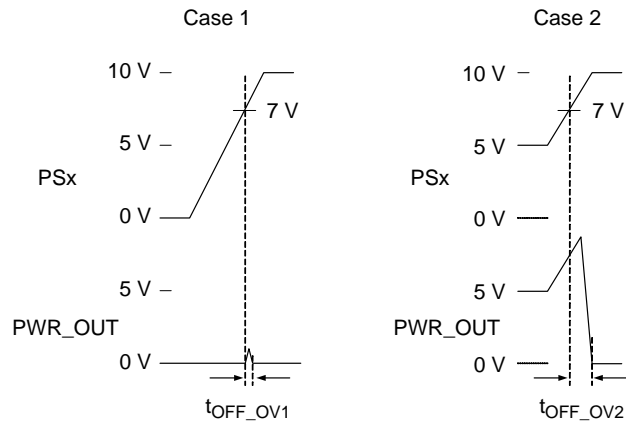 Case 1
10 V
7 V
5 V
PSx
0 V
5 V
PWR_OUT
0 V
tOFF_OV1
Case 2
10 V
7 V
5 V
PSx
0 V
5 V
PWR_OUT
0 V
tOFF_OV2